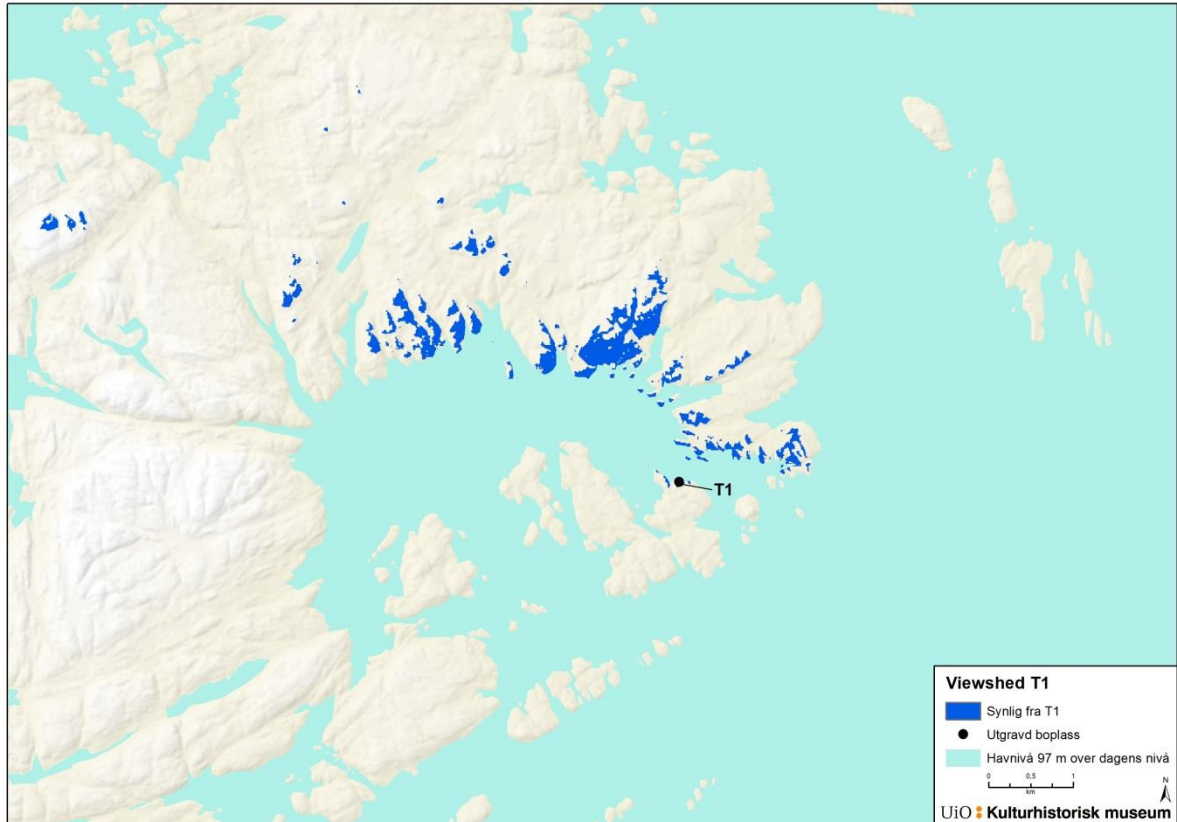 T1
Viewshed T1
Synlig fra T1
Utgravd boplass
Havnivå 97 m over dagens nivå
0 0,5 1
km
N
UiO Kulturhistorisk museum